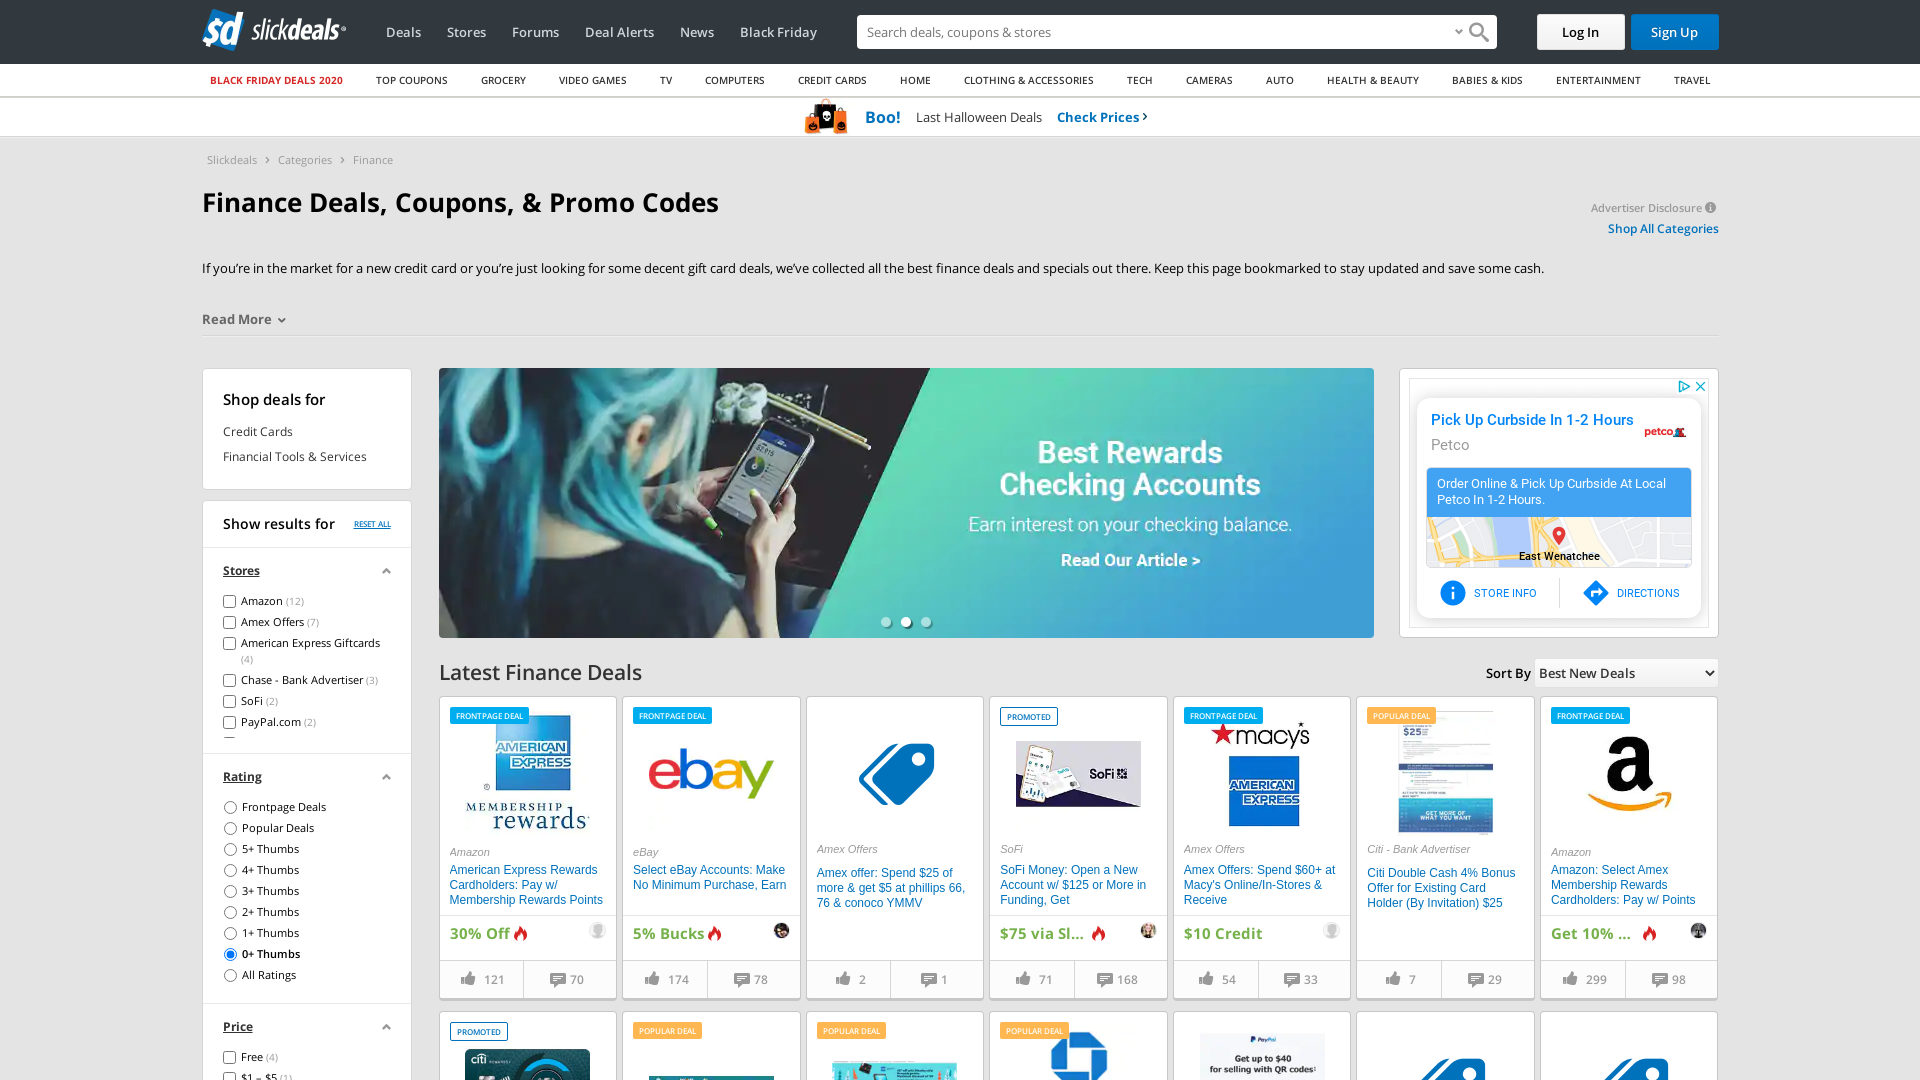 sd slickdeals
Deals
Stores
Forums
Deal Alerts
News
Black Friday
Search deals, coupons & stores
Log In
Sign Up
BLACK FRIDAY DEALS 2020
TOP COUPONS
GROCERY
VIDEO GAMES
TV
COMPUTERS
CREDIT CARDS
HOME
CLOTHING & ACCESSORIES
TECH
CAMERAS
AUTO
HEALTH & BEAUTY
BABIES & KIDS
ENTERTAINMENT
TRAVEL
Boo! Last Halloween Deals Check Prices
Slickdeals > Categories > Finance
Finance Deals, Coupons, & Promo Codes
Advertiser Disclosure
Shop All Categories
If you’re in the market for a new credit card or you’re just looking for some decent gift card deals, we’ve collected all the best finance deals and specials out there. Keep this page bookmarked to stay updated and save some cash.
Read More
Shop deals for
Credit Cards
Financial Tools & Services
Show results for RESET ALL
Stores
Amazon (12)
Amex Offers (7)
American Express Giftcards
(4)
Chase - Bank Advertiser (3)
SoFi (2)
PayPal.com (2)
Rating
Frontpage Deals
Popular Deals
5+ Thumbs
4+ Thumbs
3+ Thumbs
2+ Thumbs
1+ Thumbs
0+ Thumbs
All Ratings
Price
Free (4)
$1 – $5 (1)
Best Rewards
Checking Accounts
Earn interest on your checking balance.
Read Our Article >
Pick Up Curbside In 1-2 Hours
Petco
petco
Order Online & Pick Up Curbside At Local
Petco In 1-2 Hours.
East Wenatchee
STORE INFO
DIRECTIONS
Latest Finance Deals
Sort By Best New Deals
FRONTPAGE DEAL
AMERICAN
EXPRESS
MEMBERSHIP
rewards
Amazon
American Express Rewards
Cardholders: Pay w/
Membership Rewards Points
30% Off
121
70
FRONTPAGE DEAL
ebay
eBay
Select eBay Accounts: Make
No Minimum Purchase, Earn
5% Bucks
174
78
Amex Offers
Amex offer: Spend $25 of
more & get $5 at phillips 66,
76 & conoco YMMV
2
1
PROMOTED
SoFi
SoFi
SoFi Money: Open a New
Account w/ $125 or More in
Funding, Get
$75 via Sl...
71
168
FRONTPAGE DEAL
macys
AMERICAN
EXPRESS
Amex Offers
Amex Offers: Spend $60+ at
Macy's Online/In-Stores &
Receive
$10 Credit
54
33
POPULAR DEAL
$25
GET MORE OF
WHAT YOU WANT
Citi - Bank Advertiser
Citi Double Cash 4% Bonus
Offer for Existing Card
Holder (By Invitation) $25
7
29
FRONTPAGE DEAL
a
Amazon
Amazon: Select Amex
Membership Rewards
Cardholders: Pay w/ Points
Get 10% ...
299
98
PROMOTED
citi
POPULAR DEAL
POPULAR DEAL
POPULAR DEAL
PayPal
Get up to $40
for selling with QR codes